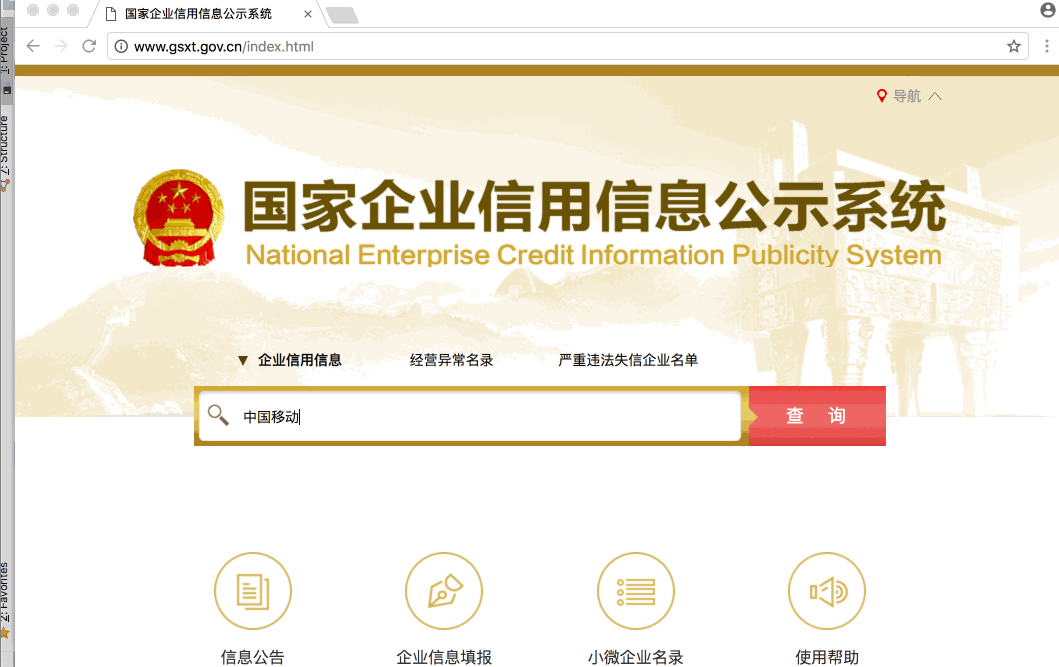 国家企业信用信息公示系统
www.gsxt.gov.cn/index.html
1: Project
7: Structure
2: Favorites
导航
国家企业信用信息公示系统
National Enterprise Credit Information Publicity System
企业信用信息 经营异常名录 严重违法失信企业名单
中国移动 查 询
信息公告 企业信息填报 小微企业名录 使用帮助